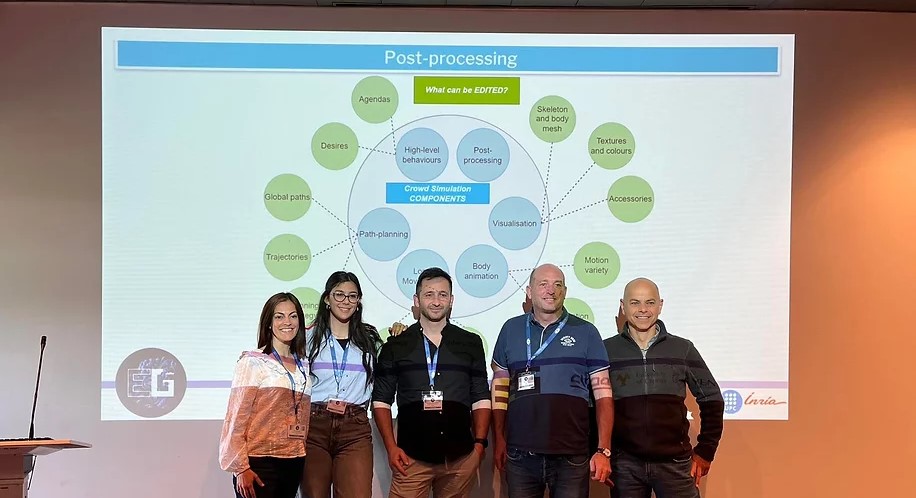 Post-processing
What can be EDITED?
Agendas
Skeleton
and body
mesh
Desires
High-level
behaviours
Post-
processing
Textures
and colours
Crowd Simulation
COMPONENTS
Global paths
Accessories
Path-planning
Visualisation
Trajectories
Body
animation
Motion
variety
EG
UPC
Inria